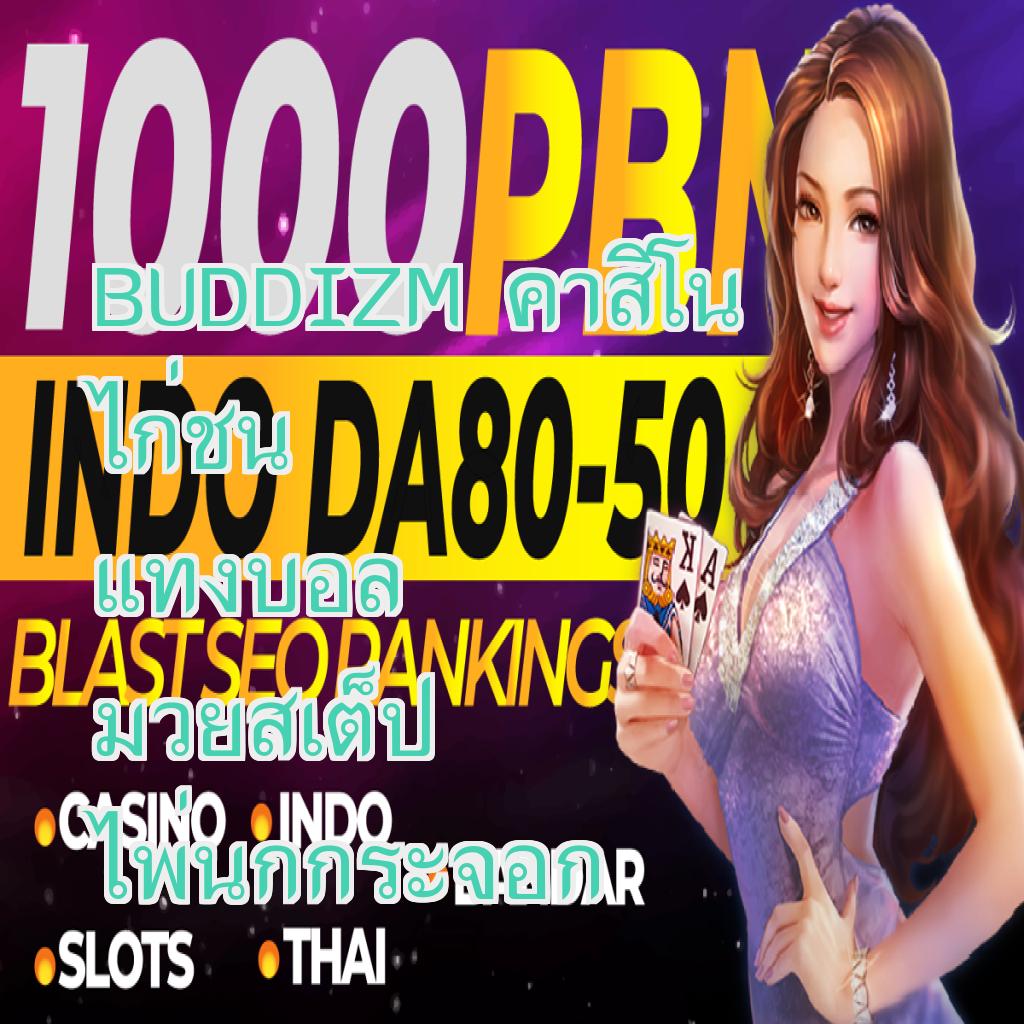 1000PBN
BUDDIZM คาสิโน
INDO DA80-50
ไก่ชน
แทงบอล
BLAST SEO RANKINGS
มวยสเต็ป
CASINO INDO
ไพ่นกกระจอก
SLOTS THAI